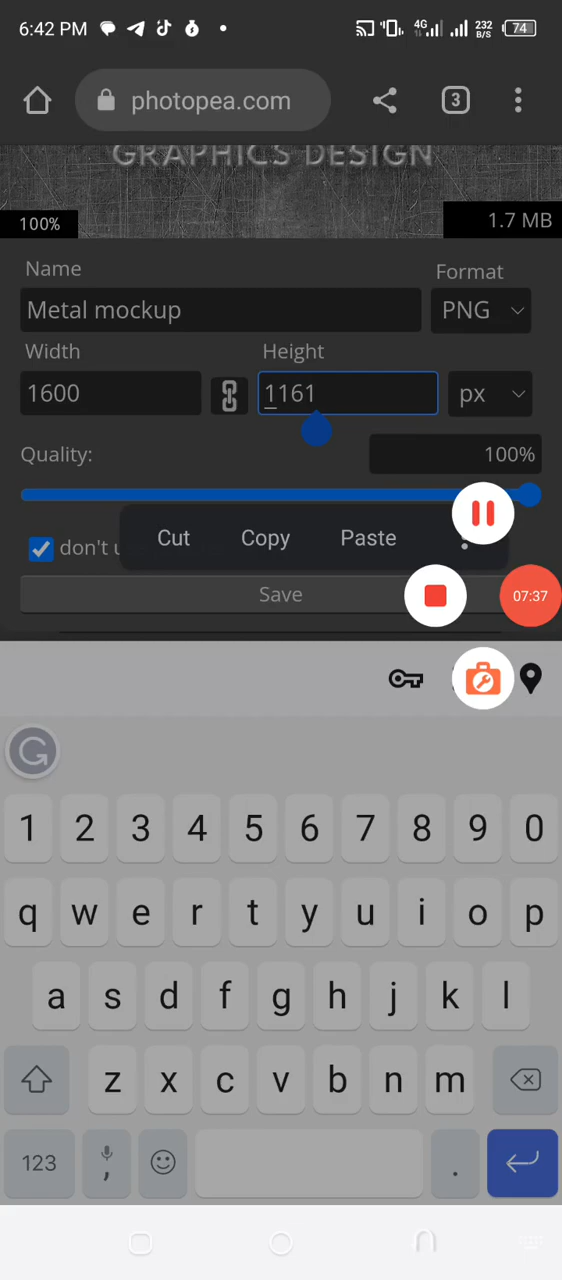 6:42 PM 4G 232 B/S 74
photopea.com 3
GRAPHICS DESIGN
100% 1.7 MB
Name Format
Metal mockup PNG
Width Height
1600 1161 px
Quality: 100%
Cut Copy Paste
don't u
Save 07:37
1 2 3 4 5 6 7 8 9 0
q w e r t y u i o p
a s d f g h j k l
z x c v b n m
123 , .